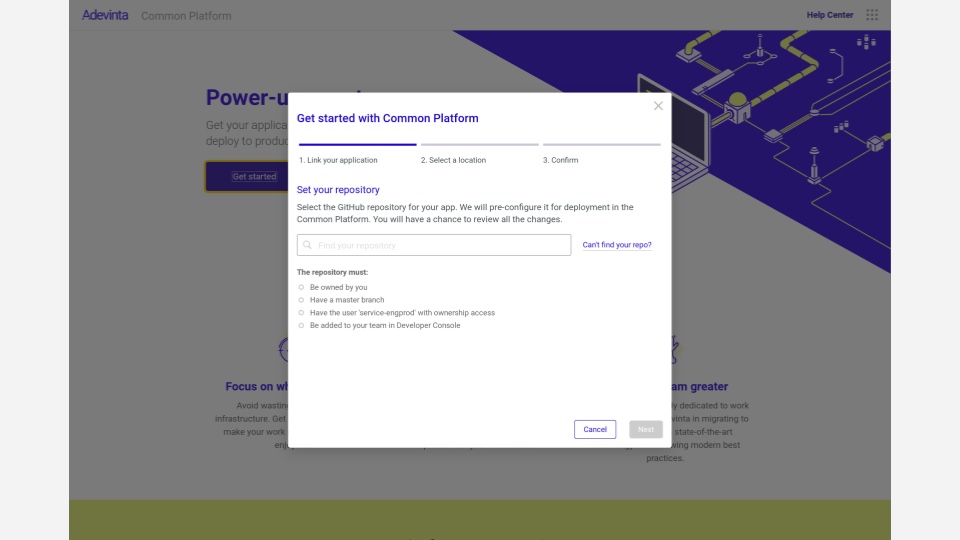 Adevinta Common Platform
Help Center
Power-u
Get your applica
deploy to produc
Get started
Get started with Common Platform
1. Link your application
2. Select a location
3. Confirm
Set your repository
Select the GitHub repository for your app. We will pre-configure it for deployment in the
Common Platform. You will have a chance to review all the changes.
Find your repository
Can't find your repo?
The repository must:
Be owned by you
Have a master branch
Have the user 'service-engprod' with ownership access
Be added to your team in Developer Console
Cancel
Next
Focus on wh
Avoid wasting
infrastructure. Get
make your work
enj
am greater
ly dedicated to work
vinta in migrating to
state-of-the-art
wing modern best
practices.